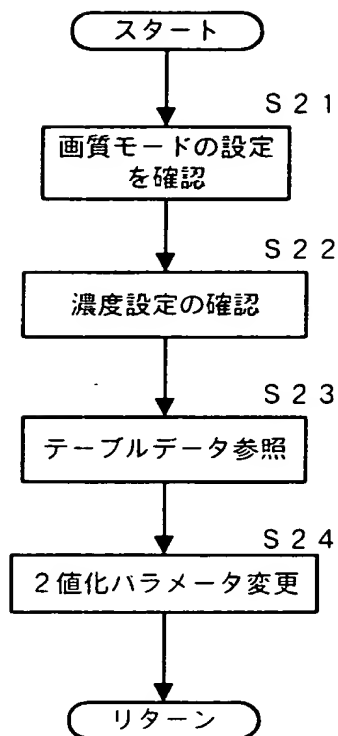 スタート
S21
画質モードの設定
を確認
S22
濃度設定の確認
S23
テーブルデータ参照
S24
2値化パラメータ変更
リターン